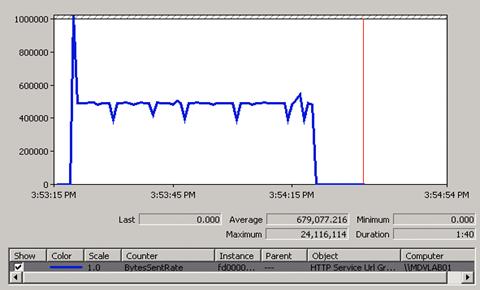 1000000
800000
600000
400000
200000
0
3:53:15 PM 3:53:45 PM 3:54:15 PM 3:54:54 PM
Last 0.000 Average 679,077.216 Minimum 0.000
Maximum 24,116,114 Duration 1:40
Show Color Scale Counter Instance Parent Object Computer
1.0 BytesSentRate fd0000... --- HTTP Service Url Gr... \\MDVLAB01